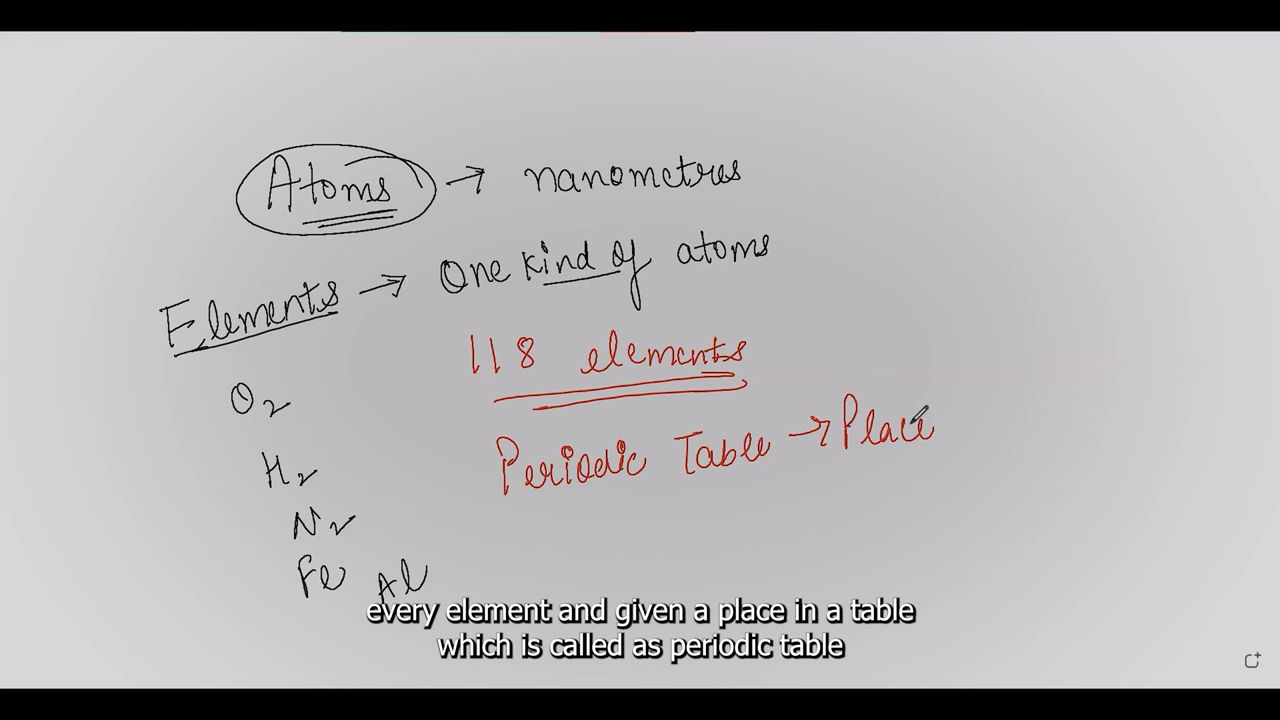 Atoms → nanometres
Elements → One kind of atoms
118 elements
O2
Periodic Table → Place
H2
N2
Fe Al
every element and given a place in a table
which is called as periodic table